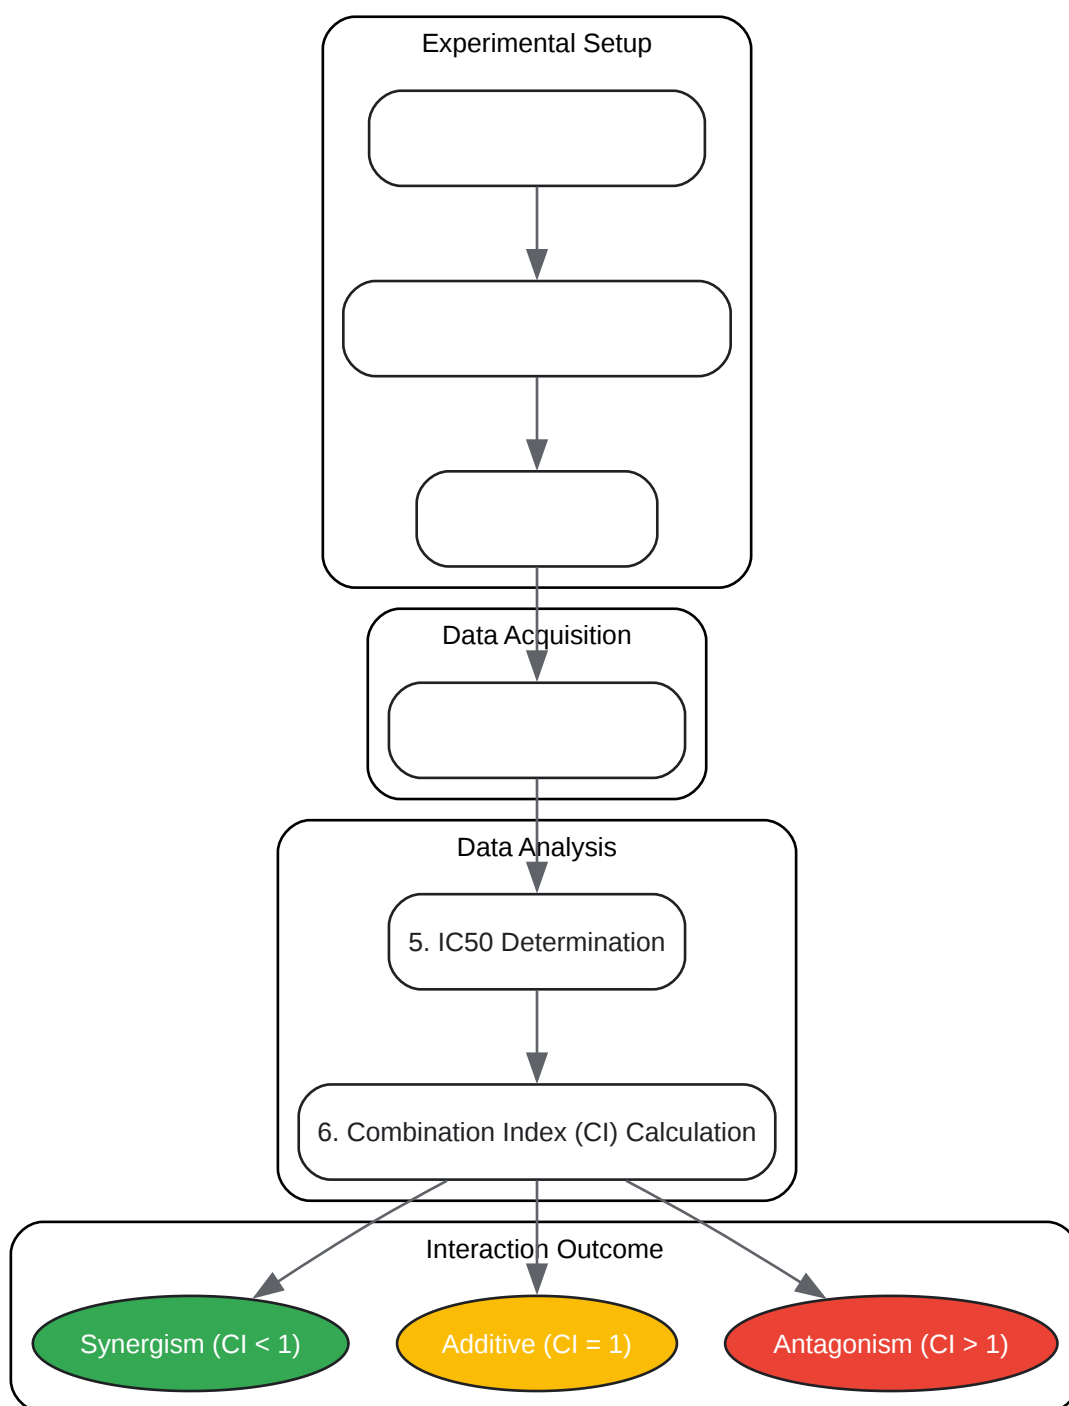 Experimental Setup
Data Acquisition
Data Analysis
5. IC50 Determination
6. Combination Index (CI) Calculation
Interaction Outcome
Synergism (CI < 1)
Additive (CI = 1)
Antagonism (CI > 1)